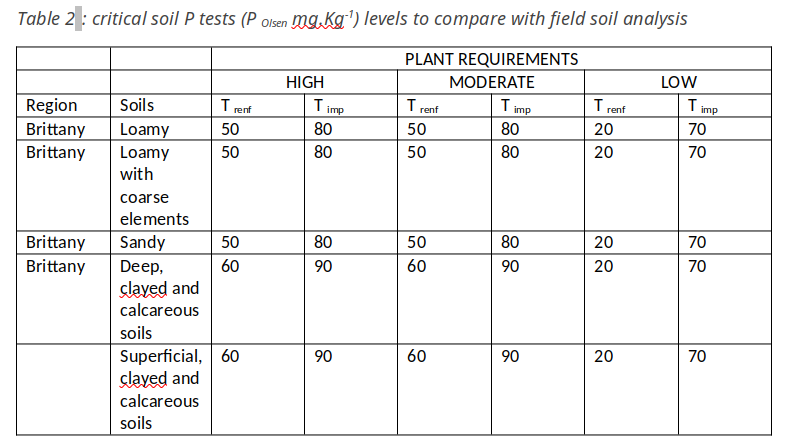 Table 2 : critical soil P tests (P Olsen mg.Kg-1) levels to compare with field soil analysis
PLANT REQUIREMENTS
HIGH MODERATE LOW
Region Soils T renf T imp T renf T imp T renf T imp
Brittany Loamy 50 80 50 80 20 70
Brittany Loamy 50 80 50 80 20 70
with
coarse
elements
Brittany Sandy 50 80 50 80 20 70
Brittany Deep, 60 90 60 90 20 70
clayed and
calcareous
soils
Superficial, 60 90 60 90 20 70
clayed and
calcareous
soils